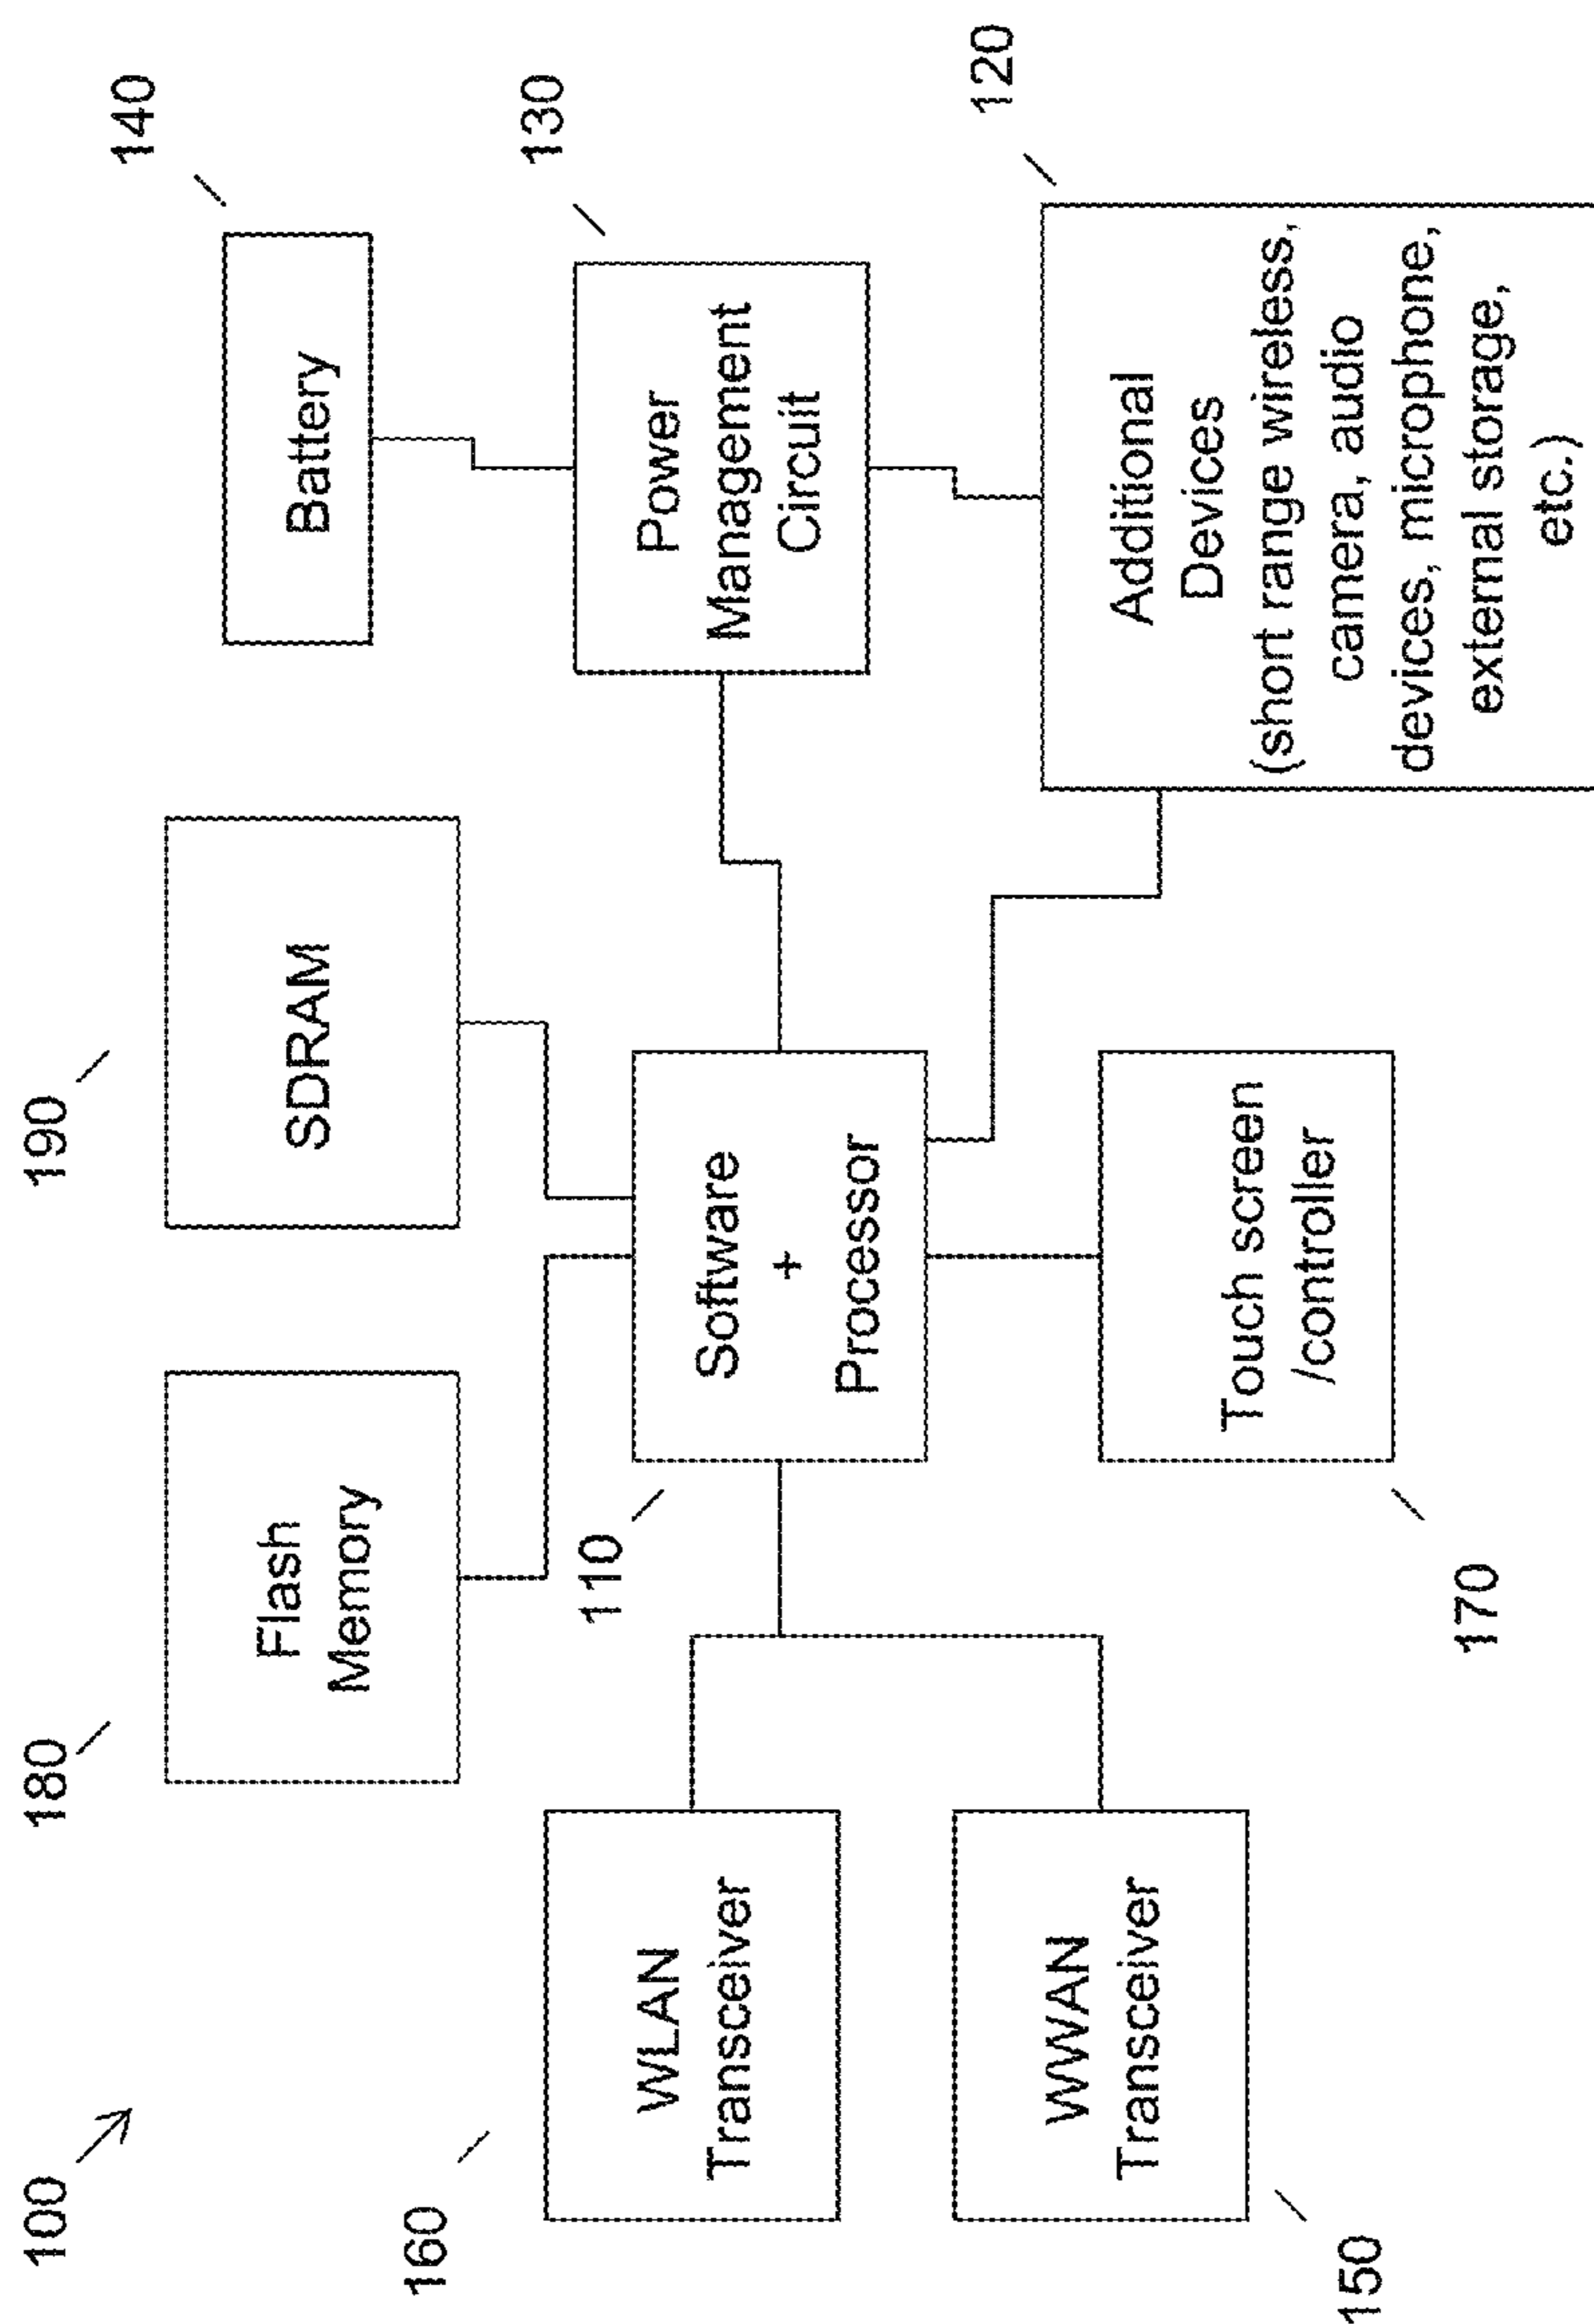 100
180
190
140
Flash
Memory
SDRAM
Battery
160
WLAN
Transceiver
110
Software
+
Processor
130
Power
Management
Circuit
150
WWAN
Transceiver
170
Touch screen
/controller
120
Additional
Devices
(short range wireless,
camera, audio
devices, microphone,
external storage,
etc.)